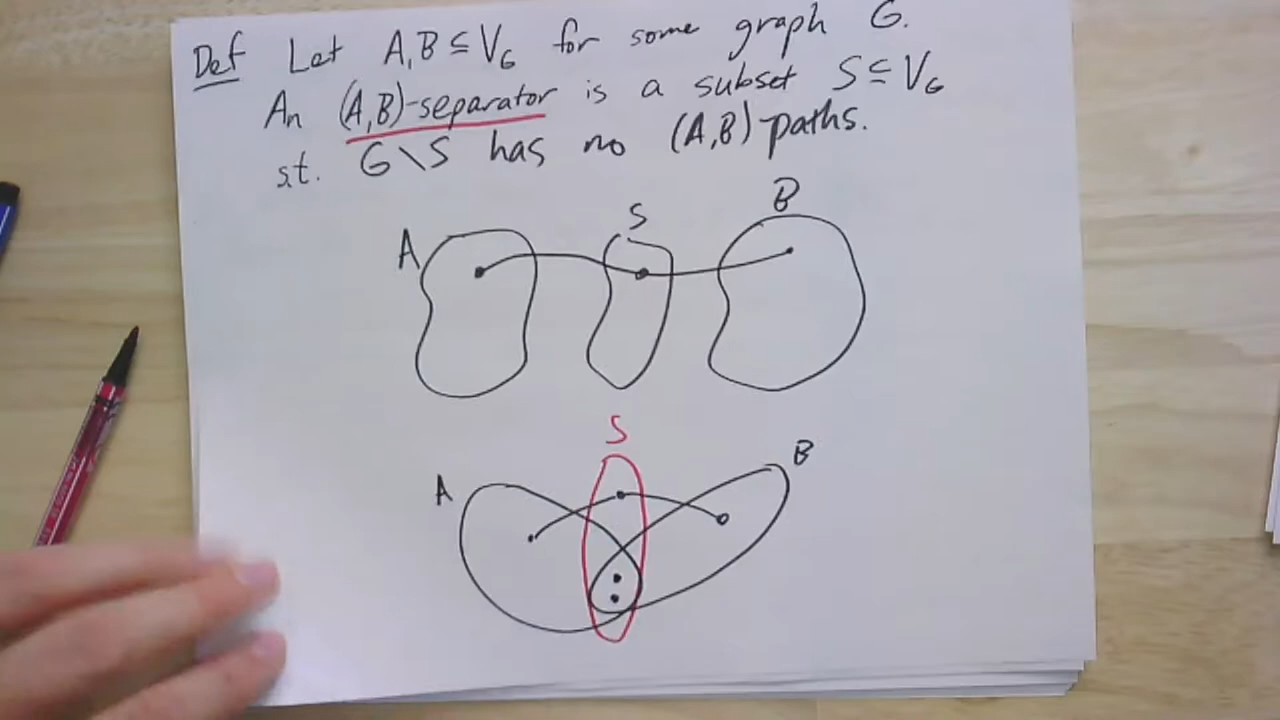 Def Let A,B ⊆ V_G for some graph G.
An (A,B)-separator is a subset S ⊆ V_G
s.t. G\S has no (A,B)-paths.
A S B
S
A B